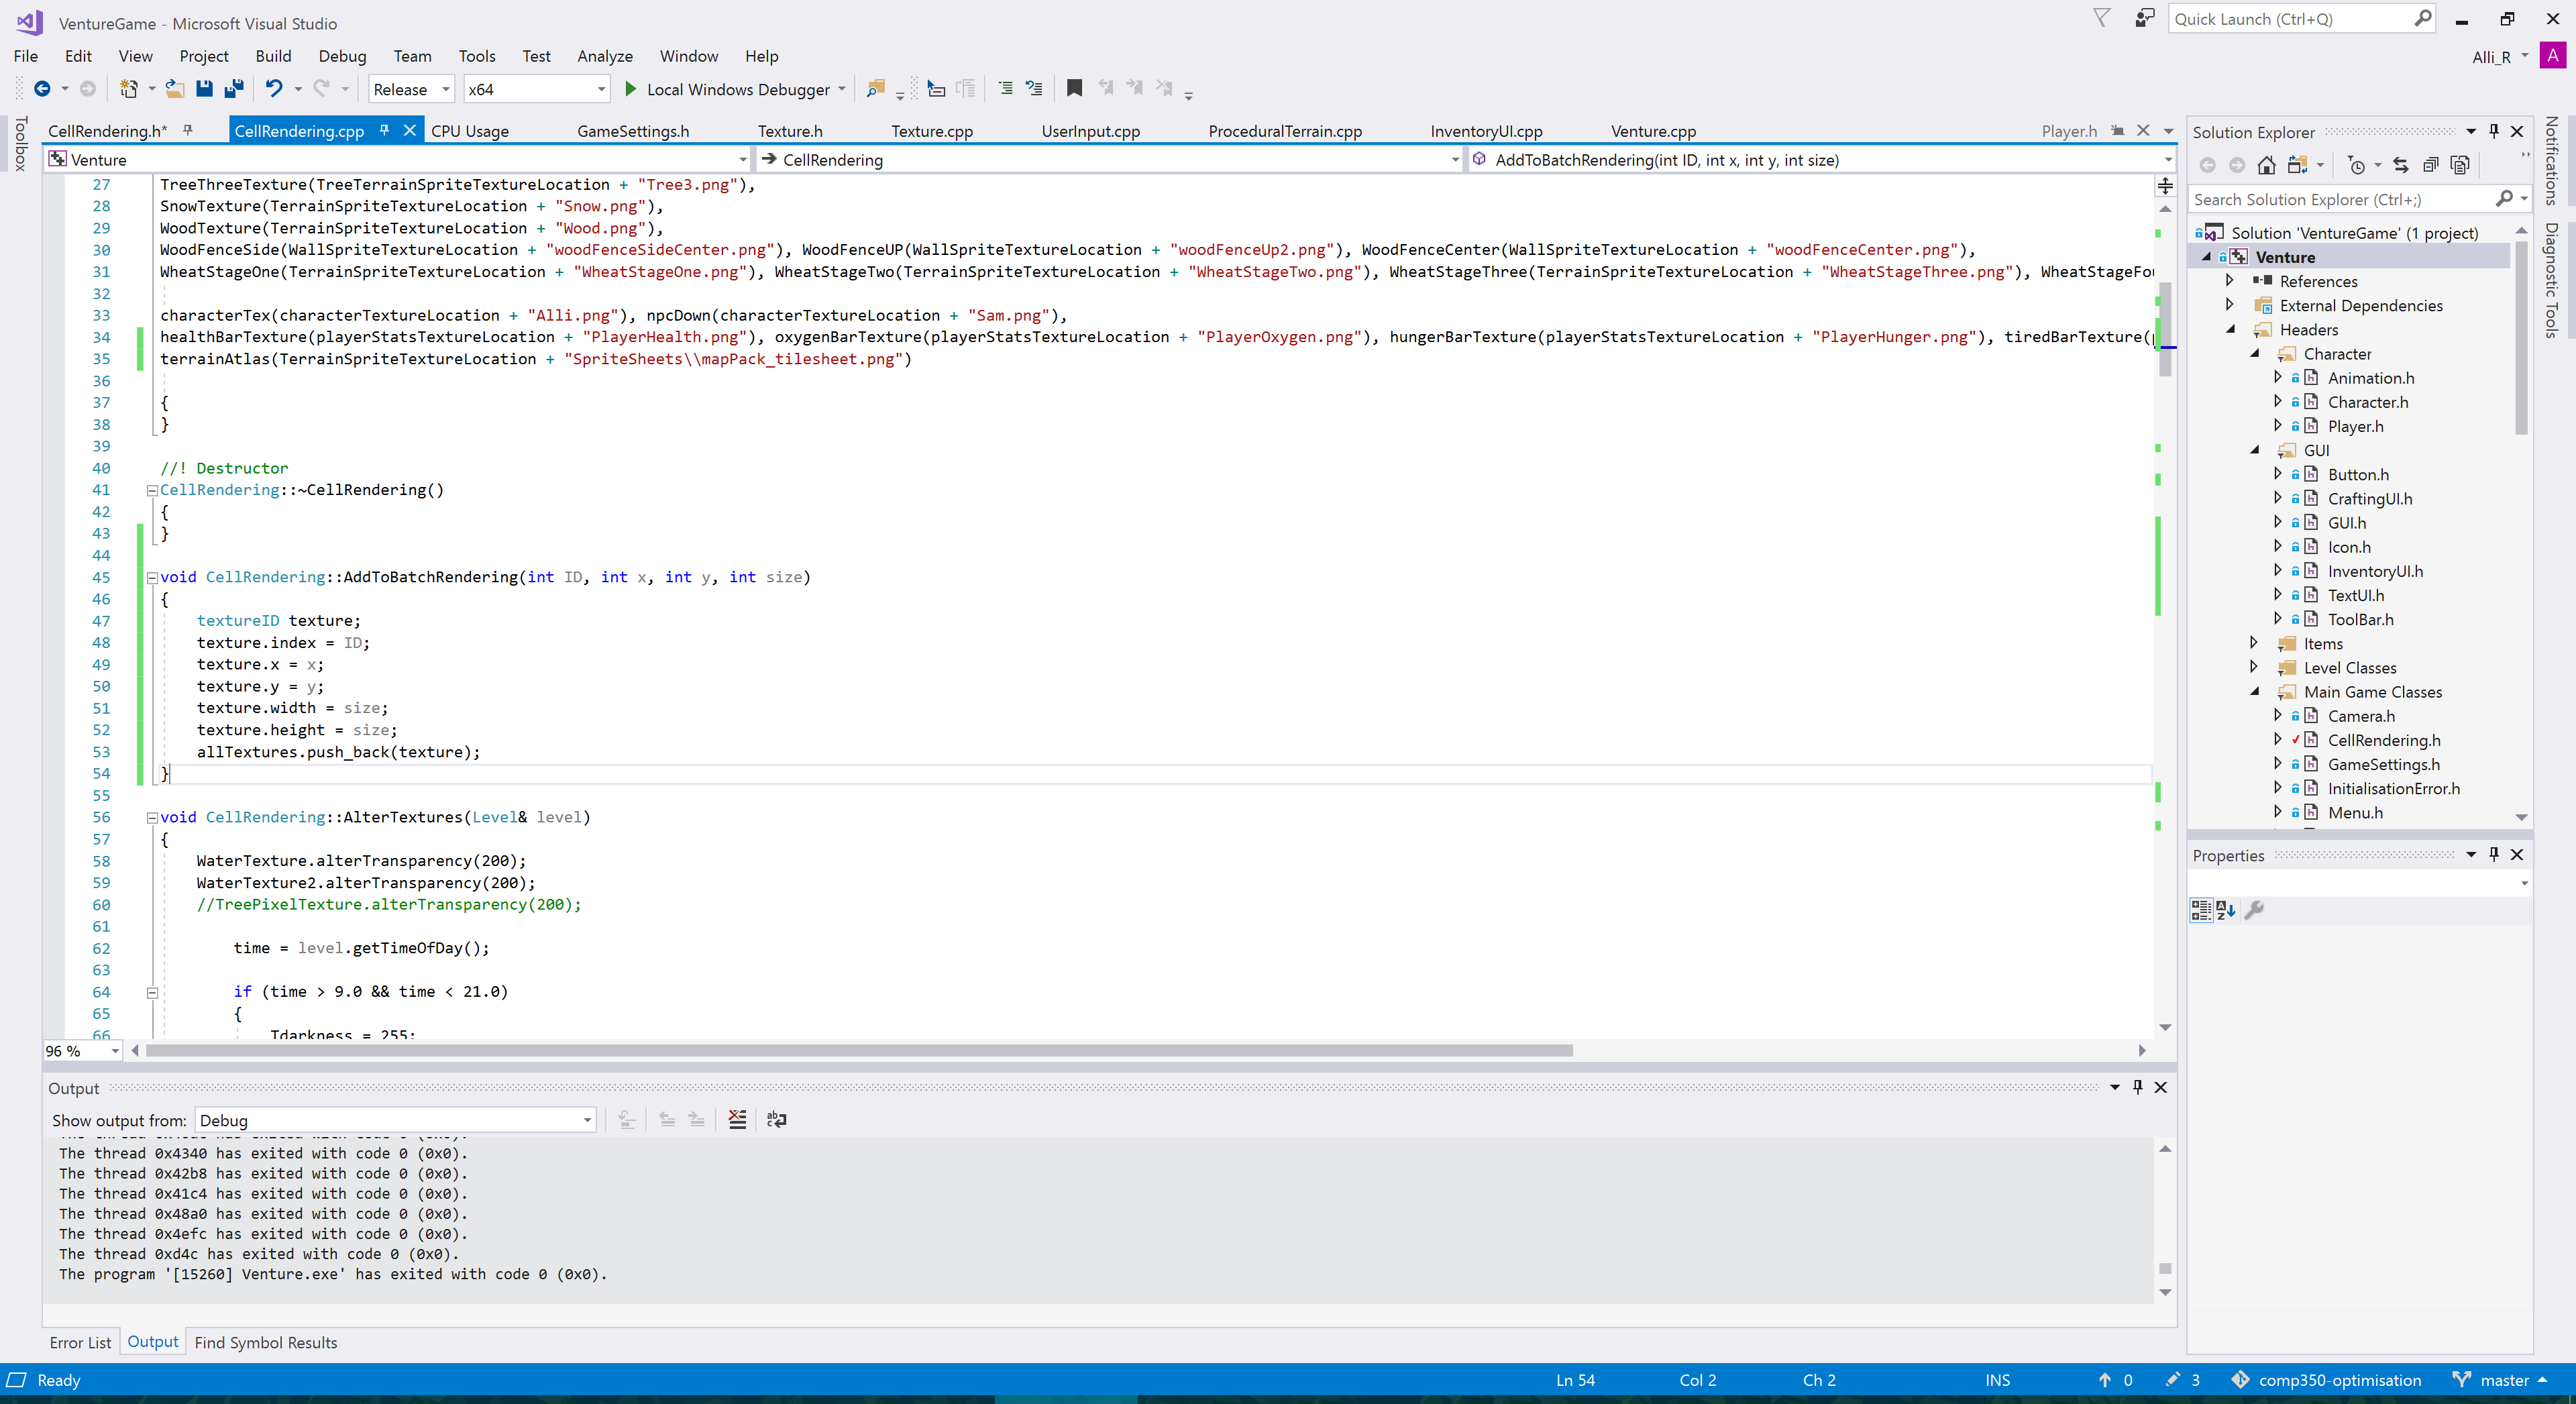 VentureGame - Microsoft Visual Studio
Quick Launch (Ctrl+Q)
File Edit View Project Build Debug Team Tools Test Analyze Window Help
Alli_R A
Release x64 Local Windows Debugger
Toolbox
CellRendering.h* CellRendering.cpp CPU Usage GameSettings.h Texture.h Texture.cpp UserInput.cpp ProceduralTerrain.cpp InventoryUI.cpp Venture.cpp Player.h
Venture CellRendering AddToBatchRendering(int ID, int x, int y, int size)
27 TreeThreeTexture(TreeTerrainSpriteTextureLocation + "Tree3.png"),
28 SnowTexture(TerrainSpriteTextureLocation + "Snow.png"),
29 WoodTexture(TerrainSpriteTextureLocation + "Wood.png"),
30 WoodFenceSide(WallSpriteTextureLocation + "woodFenceSideCenter.png"), WoodFenceUP(WallSpriteTextureLocation + "woodFenceUp2.png"), WoodFenceCenter(WallSpriteTextureLocation + "woodFenceCenter.png"),
31 WheatStageOne(TerrainSpriteTextureLocation + "WheatStageOne.png"), WheatStageTwo(TerrainSpriteTextureLocation + "WheatStageTwo.png"), WheatStageThree(TerrainSpriteTextureLocation + "WheatStageThree.png"), WheatStageFou
32
33 characterTex(characterTextureLocation + "Alli.png"), npcDown(characterTextureLocation + "Sam.png"),
34 healthBarTexture(playerStatsTextureLocation + "PlayerHealth.png"), oxygenBarTexture(playerStatsTextureLocation + "PlayerOxygen.png"), hungerBarTexture(playerStatsTextureLocation + "PlayerHunger.png"), tiredBarTexture(p
35 terrainAtlas(TerrainSpriteTextureLocation + "SpriteSheets\\mapPack_tilesheet.png")
36
37 {
38 }
39
40 //! Destructor
41 CellRendering::~CellRendering()
42 {
43 }
44
45 void CellRendering::AddToBatchRendering(int ID, int x, int y, int size)
46 {
47 textureID texture;
48 texture.index = ID;
49 texture.x = x;
50 texture.y = y;
51 texture.width = size;
52 texture.height = size;
53 allTextures.push_back(texture);
54 }
55
56 void CellRendering::AlterTextures(Level& level)
57 {
58 WaterTexture.alterTransparency(200);
59 WaterTexture2.alterTransparency(200);
60 //TreePixelTexture.alterTransparency(200);
61
62 time = level.getTimeOfDay();
63
64 if (time > 9.0 && time < 21.0)
65 {
66 Tdarkness = 255;
96 %
Output
Show output from: Debug
The thread 0x4340 has exited with code 0 (0x0).
The thread 0x42b8 has exited with code 0 (0x0).
The thread 0x41c4 has exited with code 0 (0x0).
The thread 0x48a0 has exited with code 0 (0x0).
The thread 0x4efc has exited with code 0 (0x0).
The thread 0xd4c has exited with code 0 (0x0).
The program '[15260] Venture.exe' has exited with code 0 (0x0).
Error List Output Find Symbol Results
Solution Explorer
Search Solution Explorer (Ctrl+;)
Solution 'VentureGame' (1 project)
Venture
References
External Dependencies
Headers
Character
Animation.h
Character.h
Player.h
GUI
Button.h
CraftingUI.h
GUI.h
Icon.h
InventoryUI.h
TextUI.h
ToolBar.h
Items
Level Classes
Main Game Classes
Camera.h
CellRendering.h
GameSettings.h
InitialisationError.h
Menu.h
Properties
Notifications
Diagnostic Tools
Ready Ln 54 Col 2 Ch 2 INS 0 3 comp350-optimisation master